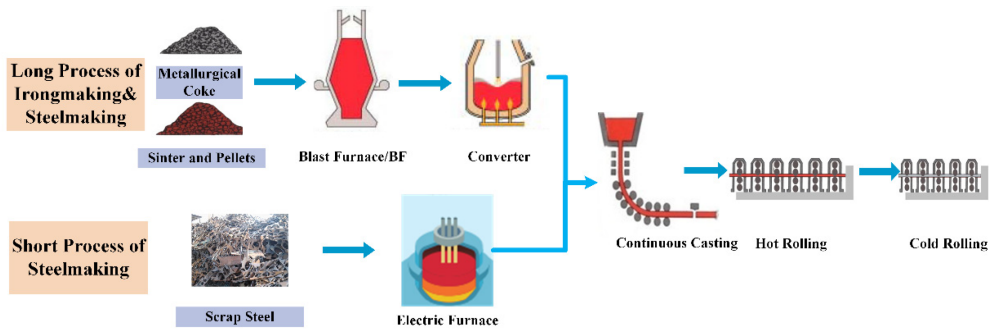 Long Process of
Irongmaking&
Steelmaking
Metallurgical
Coke
Sinter and Pellets
Blast Furnace/BF
Converter
Short Process of
Steelmaking
Scrap Steel
Electric Furnace
Continuous Casting
Hot Rolling
Cold Rolling